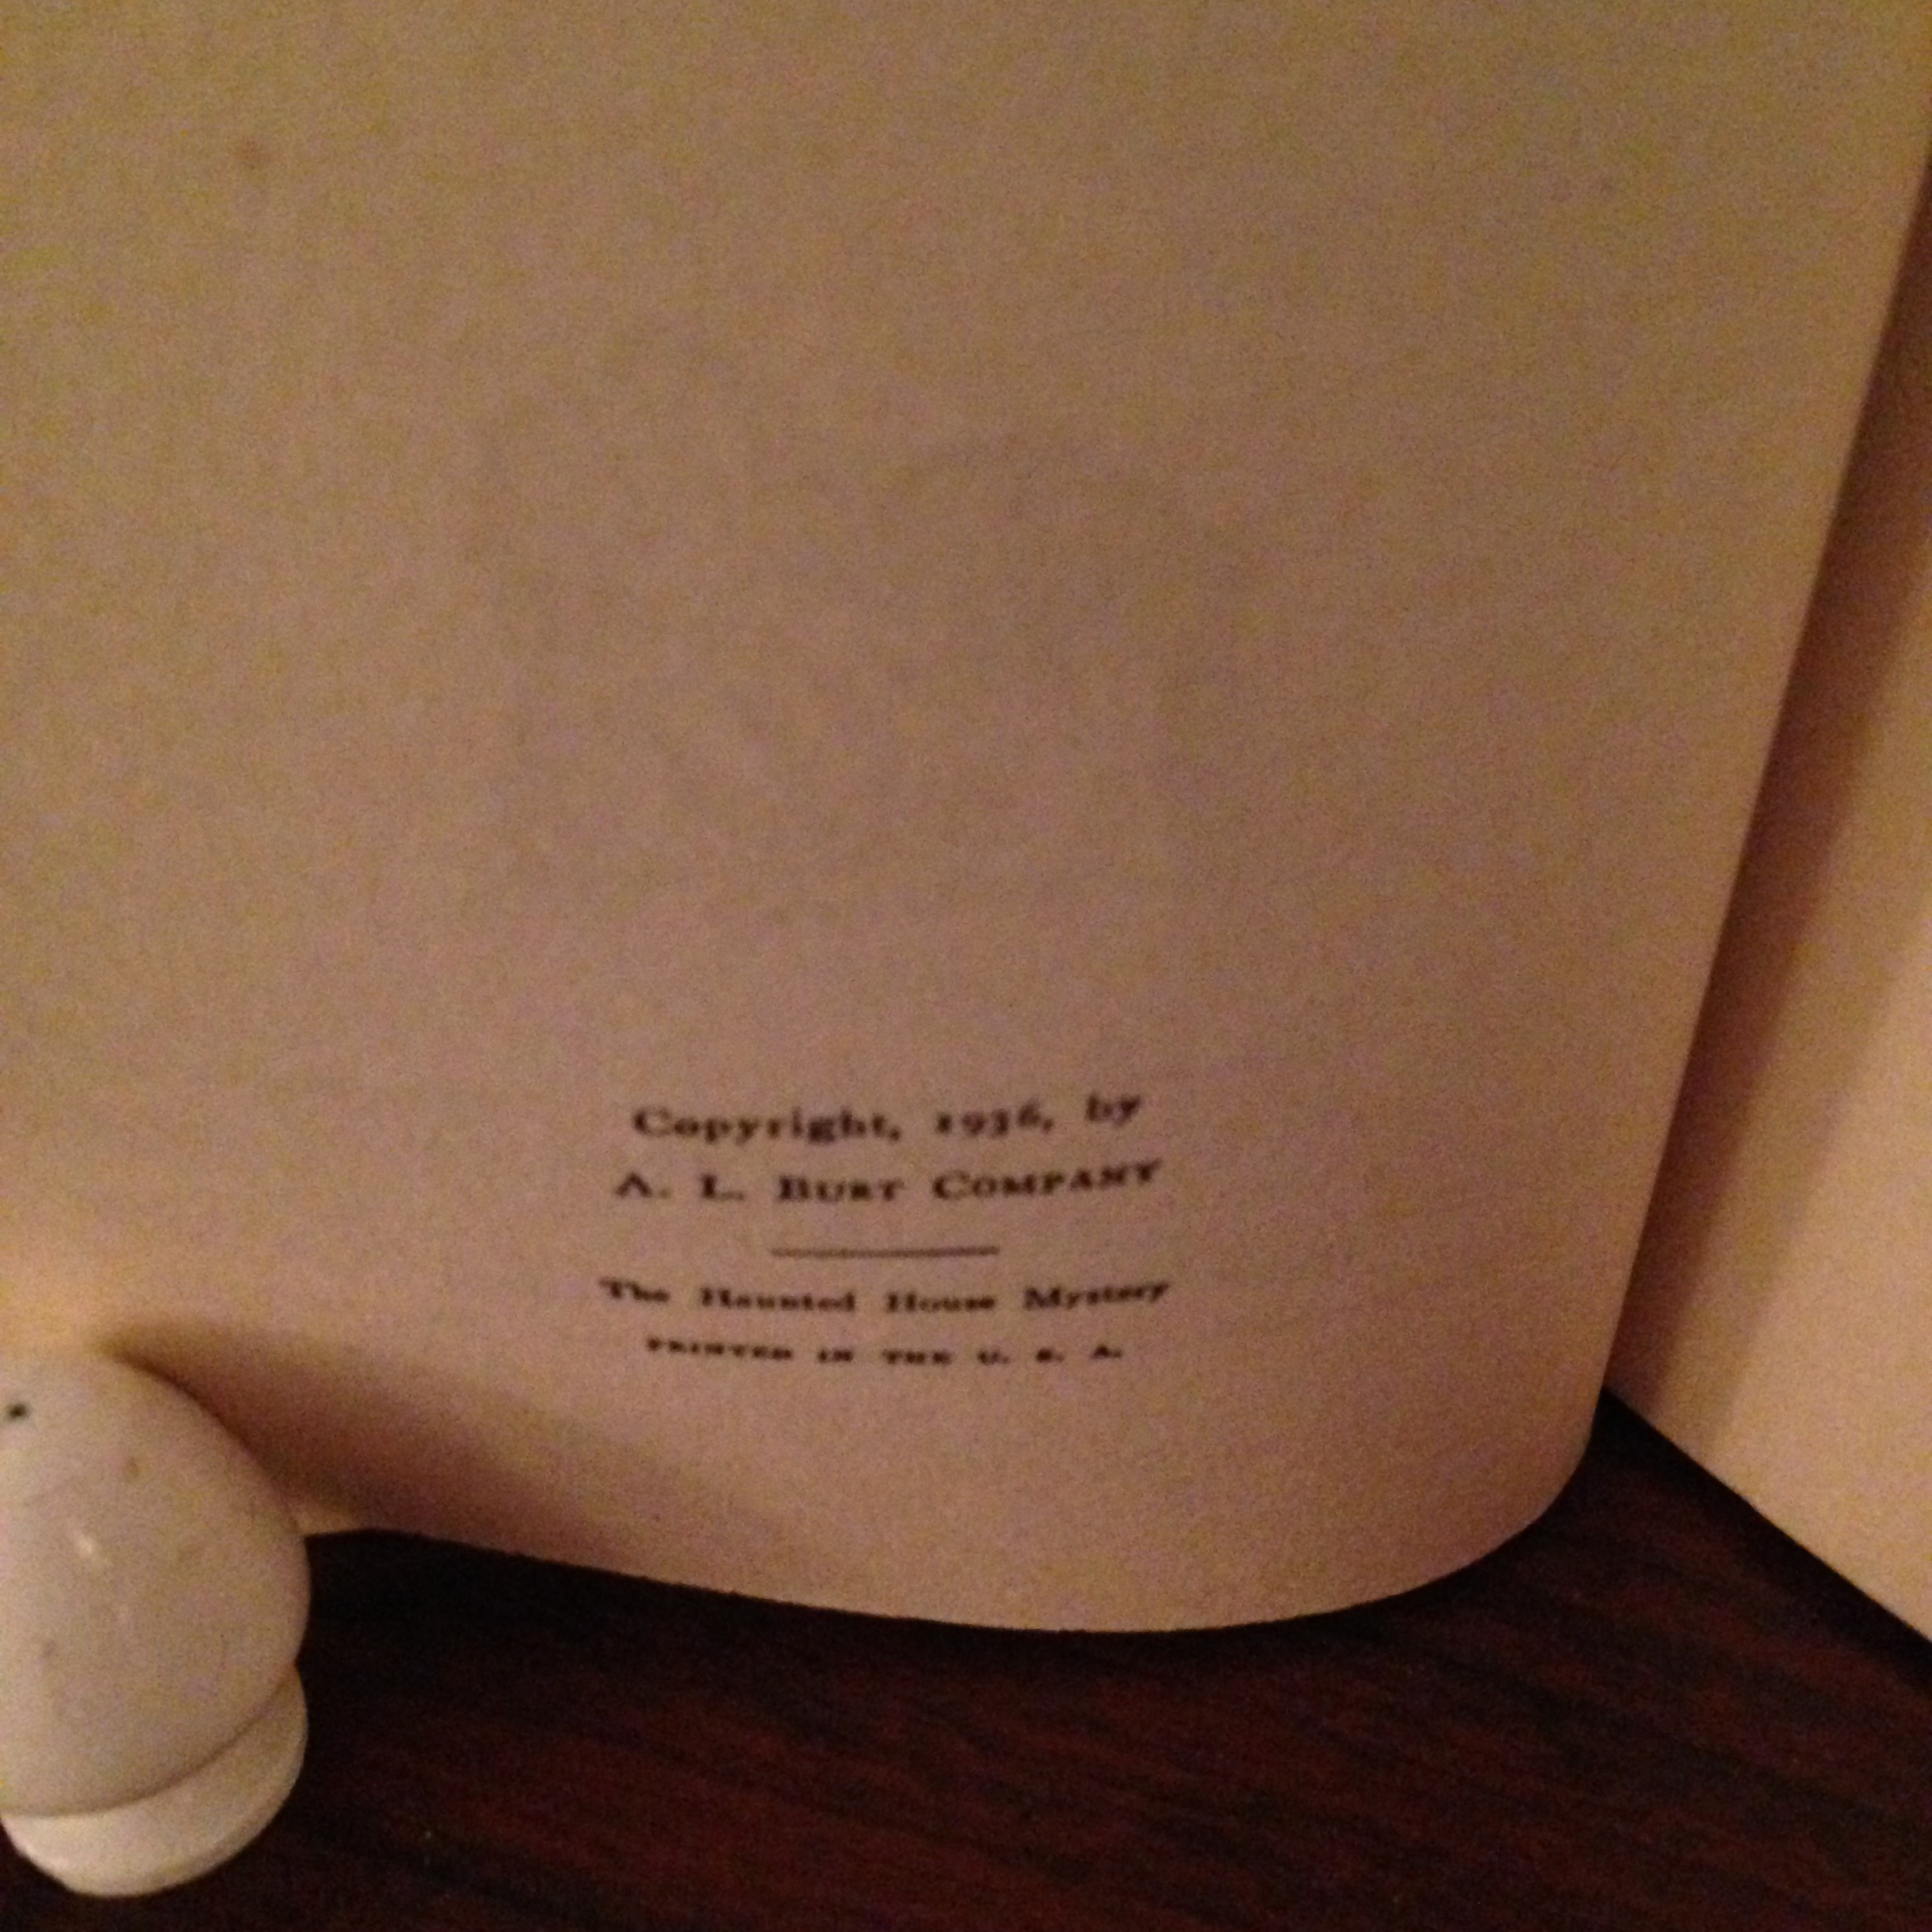 Copyright, 1936, by
A. L. BURT COMPANY
The Haunted House Mystery
PRINTED IN THE U. S. A.